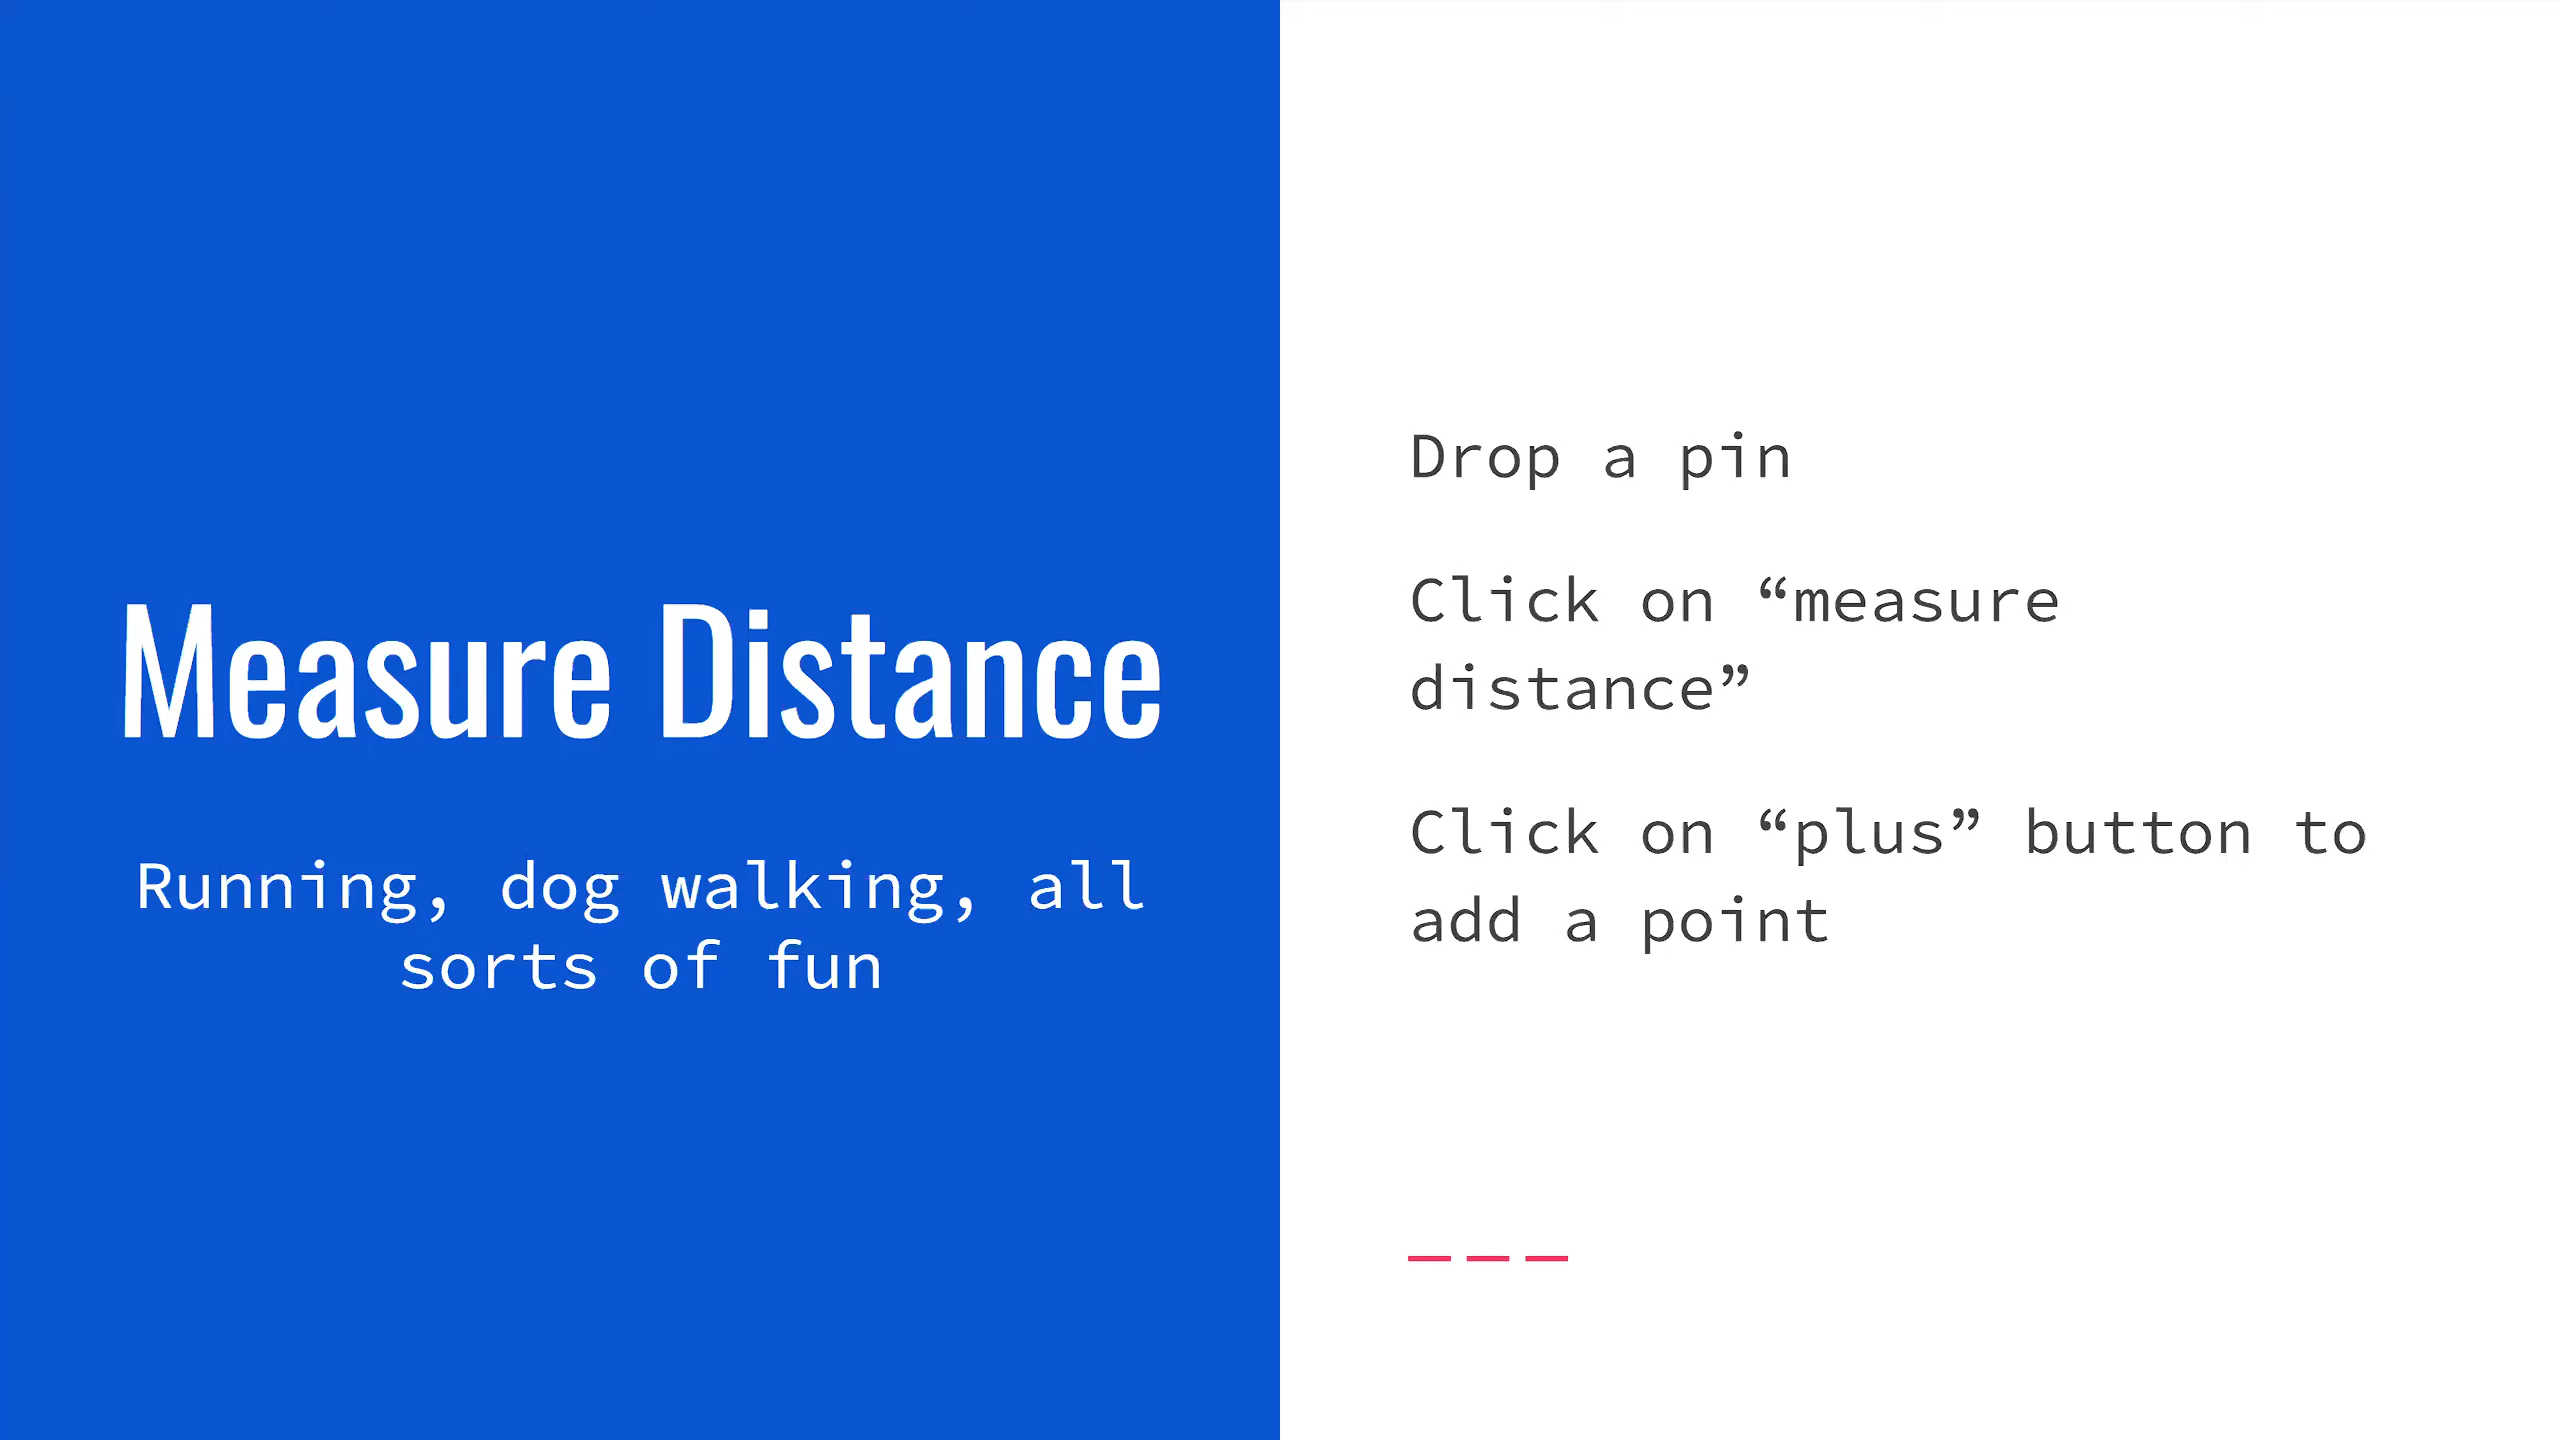 Measure Distance
Running, dog walking, all
sorts of fun
Drop a pin
Click on “measure
distance”
Click on “plus” button to
add a point